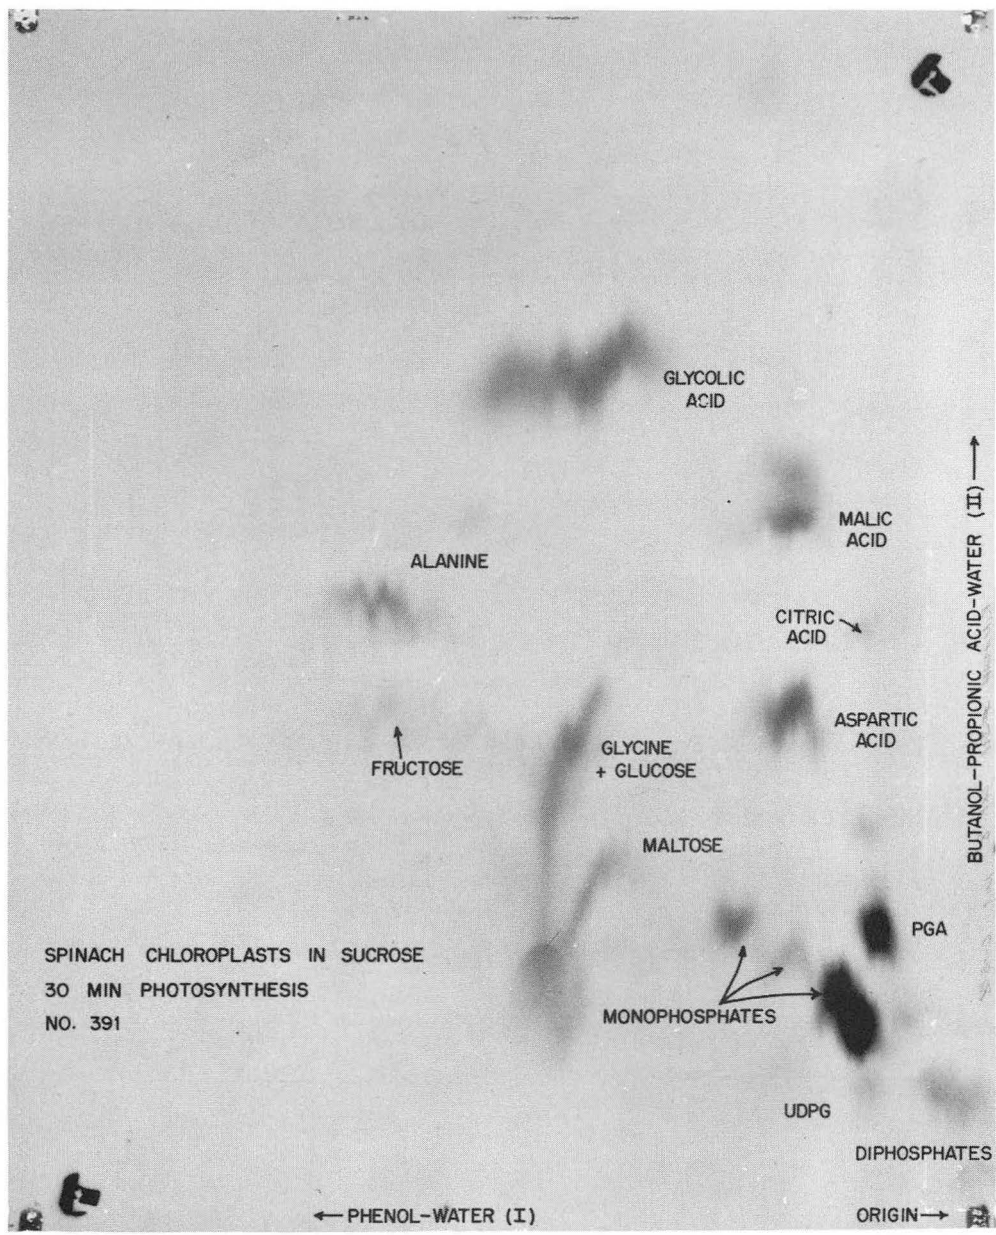 GLYCOLIC
ACID
MALIC
ACID
ALANINE
CITRIC
ACID
ASPARTIC
ACID
FRUCTOSE
GLYCINE
+ GLUCOSE
MALTOSE
PGA
SPINACH CHLOROPLASTS IN SUCROSE
30 MIN PHOTOSYNTHESIS
NO. 391
MONOPHOSPHATES
UDPG
DIPHOSPHATES
BUTANOL-PROPIONIC ACID-WATER (II)
PHENOL-WATER (I)
ORIGIN